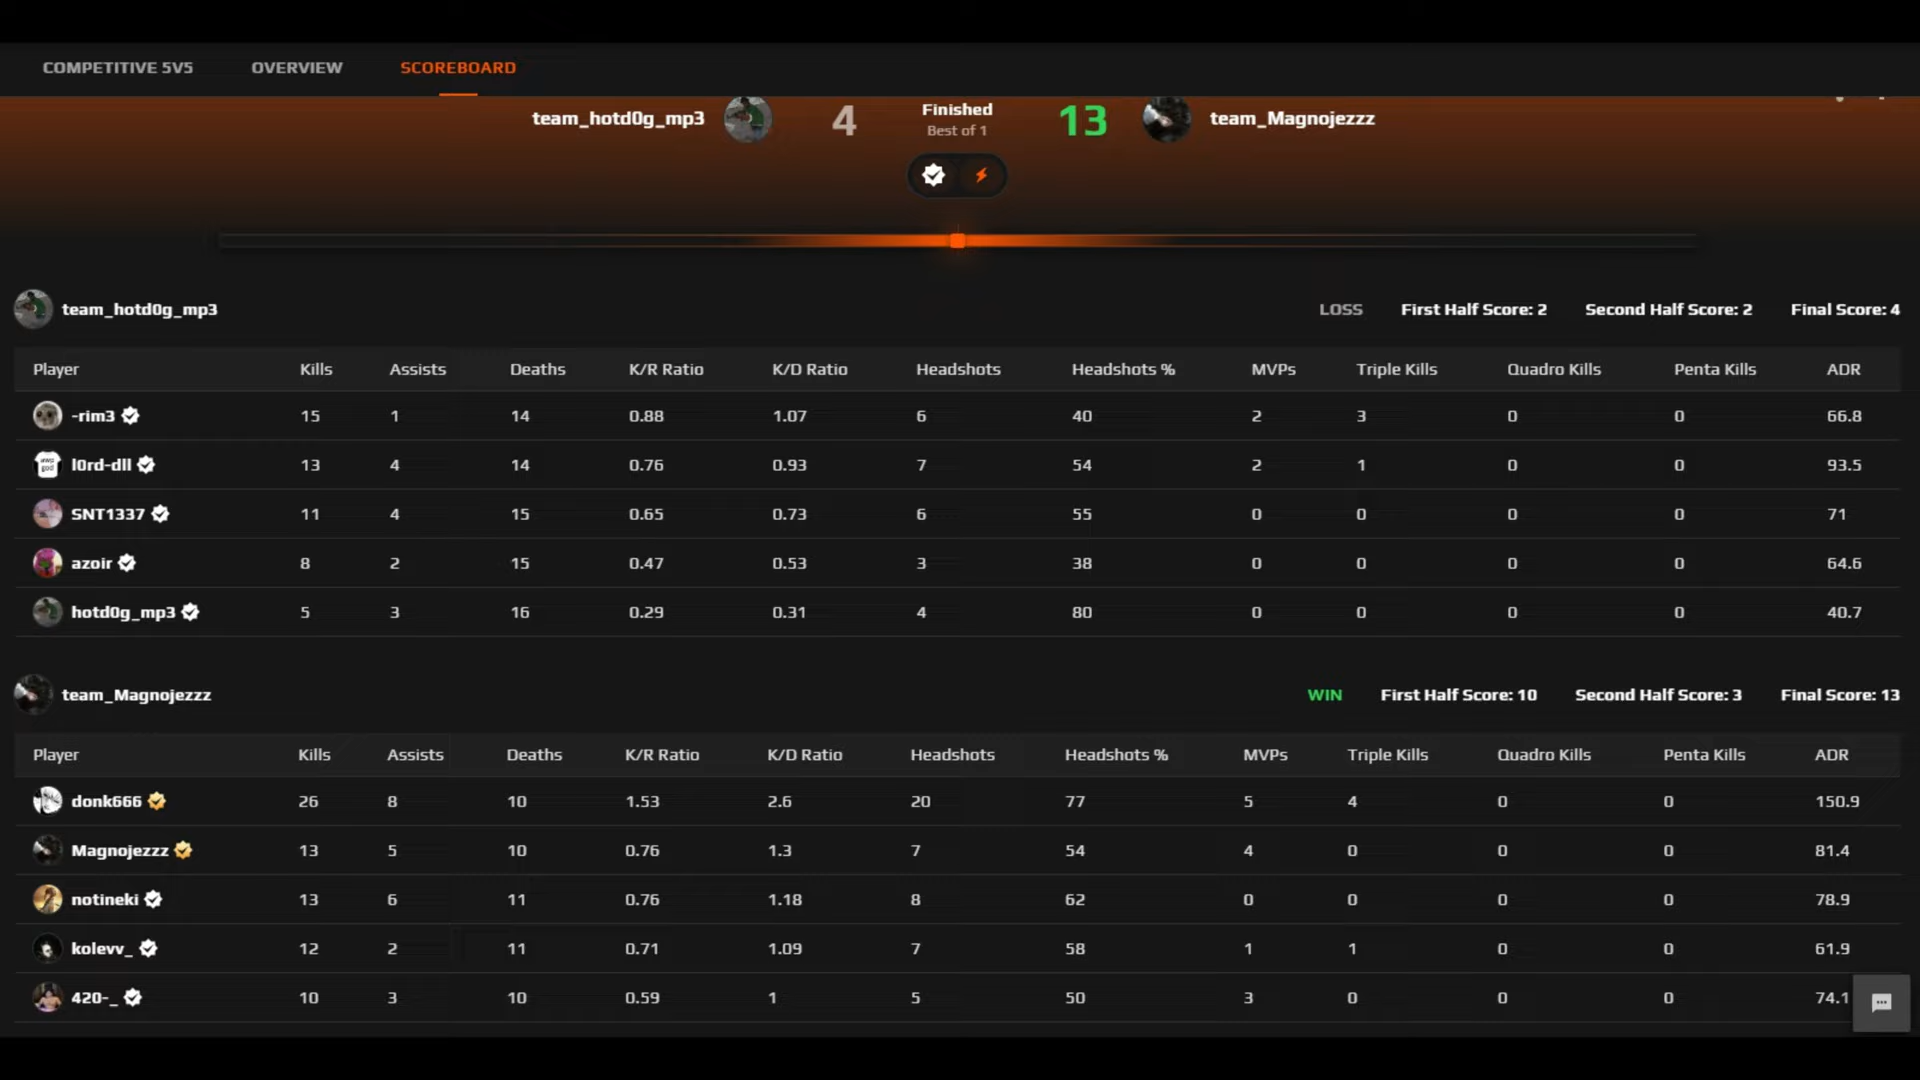 COMPETITIVE 5V5 OVERVIEW SCOREBOARD
team_hotd0g_mp3 4 Finished 13 team_Magnojezzz
Best of 1
team_hotd0g_mp3 LOSS First Half Score: 2 Second Half Score: 2 Final Score: 4
Player Kills Assists Deaths K/R Ratio K/D Ratio Headshots Headshots % MVPs Triple Kills Quadro Kills Penta Kills ADR
-rim3 15 1 14 0.88 1.07 6 40 2 3 0 0 66.8
awp
god
l0rd-dll 13 4 14 0.76 0.93 7 54 2 1 0 0 93.5
SNT1337 11 4 15 0.65 0.73 6 55 0 0 0 0 71
azoir 8 2 15 0.47 0.53 3 38 0 0 0 0 64.6
hotd0g_mp3 5 3 16 0.29 0.31 4 80 0 0 0 0 40.7
team_Magnojezzz WIN First Half Score: 10 Second Half Score: 3 Final Score: 13
Player Kills Assists Deaths K/R Ratio K/D Ratio Headshots Headshots % MVPs Triple Kills Quadro Kills Penta Kills ADR
donk666 26 8 10 1.53 2.6 20 77 5 4 0 0 150.9
Magnojezzz 13 5 10 0.76 1.3 7 54 4 0 0 0 81.4
notineki 13 6 11 0.76 1.18 8 62 0 0 0 0 78.9
kolevv_ 12 2 11 0.71 1.09 7 58 1 1 0 0 61.9
420-_ 10 3 10 0.59 1 5 50 3 0 0 0 74.1